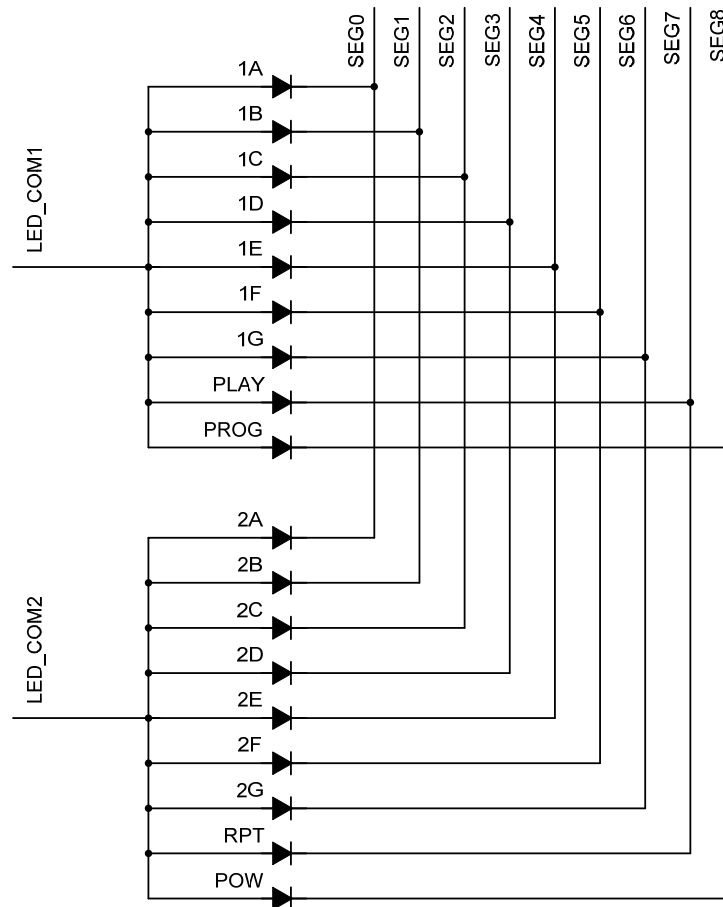 SEG0
SEG1
SEG2
SEG3
SEG4
SEG5
SEG6
SEG7
SEG8
1A
1B
1C
1D
1E
1F
1G
PLAY
PROG
LED_COM1
2A
2B
2C
2D
2E
2F
2G
RPT
POW
LED_COM2